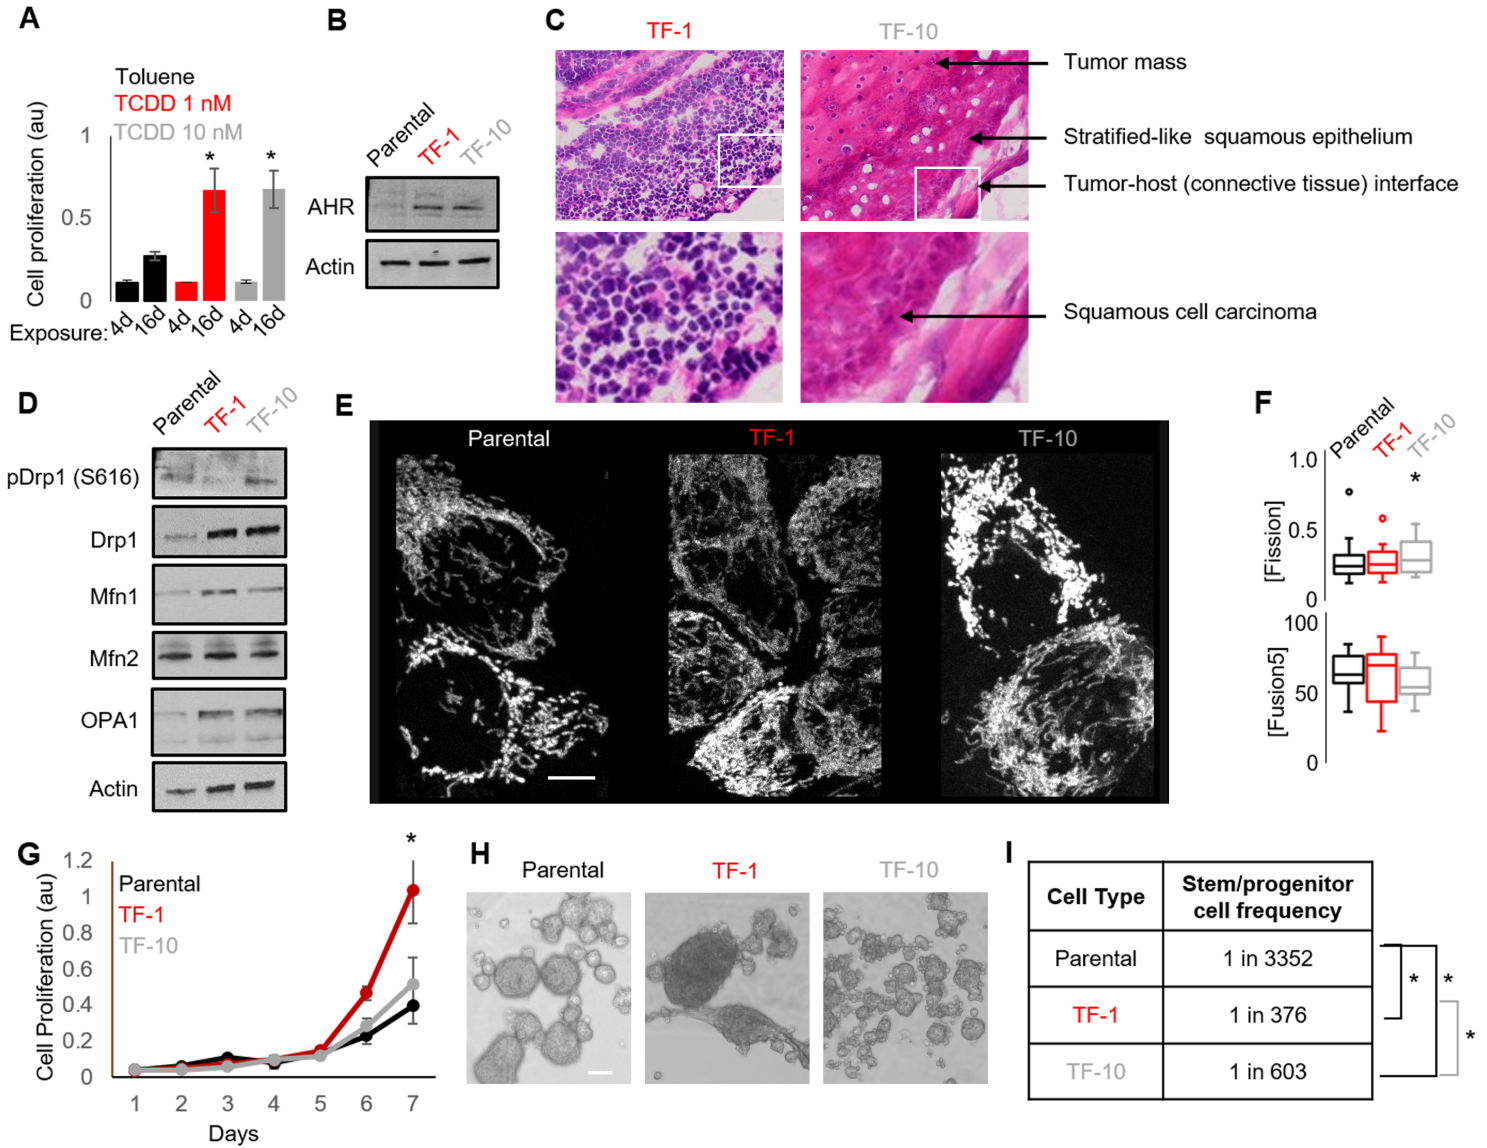 A
Toluene
TCDD 1 nM
TCDD 10 nM
Cell proliferation (au)
1
0.5
0
*
*
Exposure:
4d
16d
4d
16d
4d
16d
B
Parental
TF-1
TF-10
AHR
Actin
C
TF-1
TF-10
Tumor mass
Stratified-like squamous epithelium
Tumor-host (connective tissue) interface
Squamous cell carcinoma
D
Parental
TF-1
TF-10
pDrp1 (S616)
Drp1
Mfn1
Mfn2
OPA1
Actin
E
Parental
TF-1
TF-10
F
Parental
TF-1
TF-10
[Fission]
1.0
0.5
0
*
[Fusion5]
100
50
0
G
Cell Proliferation (au)
1.2
1
0.8
0.6
0.4
0.2
0
Parental
TF-1
TF-10
*
1 2 3 4 5 6 7
Days
H
Parental
TF-1
TF-10
I
Cell Type
Stem/progenitor
cell frequency
Parental
1 in 3352
TF-1
1 in 376
TF-10
1 in 603
*
*
*